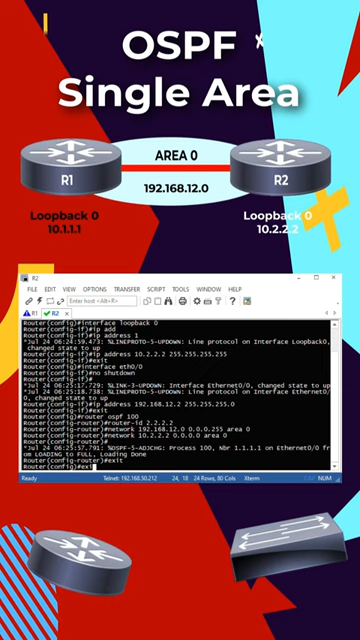 OSPF
Single Area
AREA 0
R1
R2
192.168.12.0
Loopback 0
10.1.1.1
Loopback 0
10.2.2.2
R2
FILE EDIT VIEW OPTIONS TRANSFER SCRIPT TOOLS WINDOW HELP
Enter host <Alt+R>
R1 R2
Router(config)#interface loopback 0
Router(config-if)#ip add
Router(config-if)#ip address 1
*Jul 24 06:24:59.473: %LINEPROTO-5-UPDOWN: Line protocol on Interface Loopback0,
changed state to up
Router(config-if)#ip address 10.2.2.2 255.255.255.255
Router(config-if)#exit
Router(config)#interface eth0/0
Router(config-if)#no shutdown
Router(config-if)#
*Jul 24 06:25:17.729: %LINK-3-UPDOWN: Interface Ethernet0/0, changed state to up
*Jul 24 06:25:18.738: %LINEPROTO-5-UPDOWN: Line protocol on Interface Ethernet0/
0, changed state to up
Router(config-if)#ip address 192.168.12.2 255.255.255.0
Router(config-if)#exit
Router(config)#router ospf 100
Router(config-router)#router-id 2.2.2.2
Router(config-router)#network 192.168.12.0 0.0.0.255 area 0
Router(config-router)#network 10.2.2.2 0.0.0.0 area 0
Router(config-router)#
*Jul 24 06:25:57.791: %OSPF-5-ADJCHG: Process 100, Nbr 1.1.1.1 on Ethernet0/0 fr
om LOADING to FULL, Loading Done
Router(config-router)#exit
Router(config)#exi
Ready Telnet: 192.168.50.212 24, 18 24 Rows, 80 Cols Xterm CAP NUM